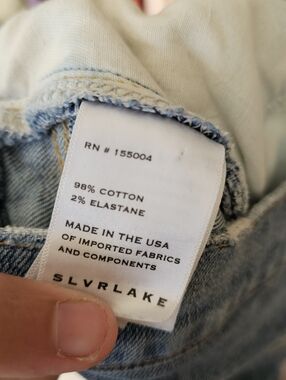 RN # 155004
98% COTTON
2% ELASTANE
MADE IN THE USA
OF IMPORTED FABRICS
AND COMPONENTS
SLVRLAKE